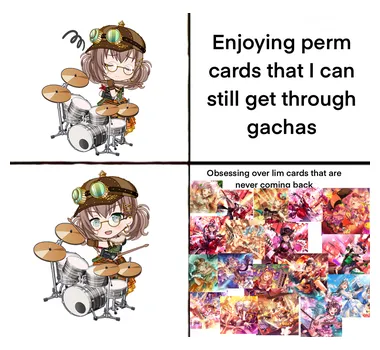 Enjoying perm
cards that I can
still get through
gachas
Obsessing over lim cards that are
never coming back